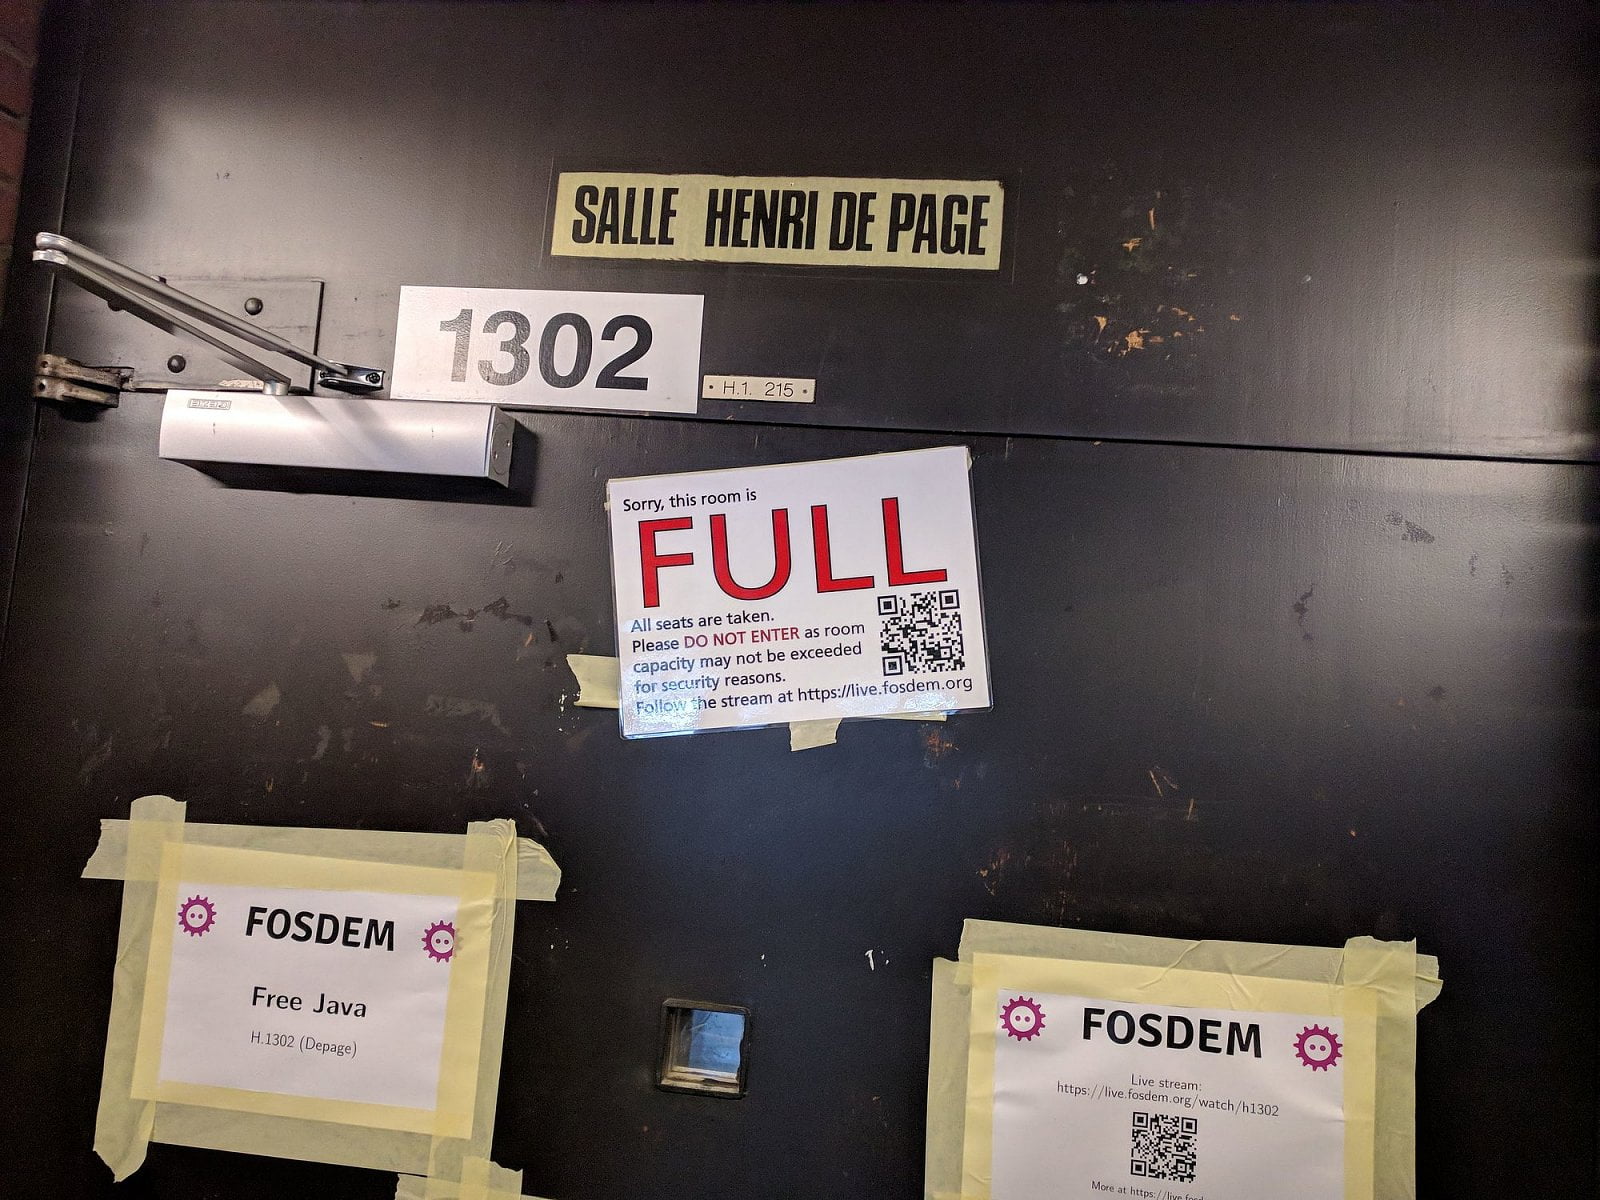 SALLE HENRI DE PAGE
1302
H.1. 215
Sorry, this room is
FULL
All seats are taken.
Please DO NOT ENTER as room
capacity may not be exceeded
for security reasons.
Follow the stream at https://live.fosdem.org
FOSDEM
Free Java
H.1302 (Depage)
FOSDEM
Live stream:
https://live.fosdem.org/watch/h1302
More at